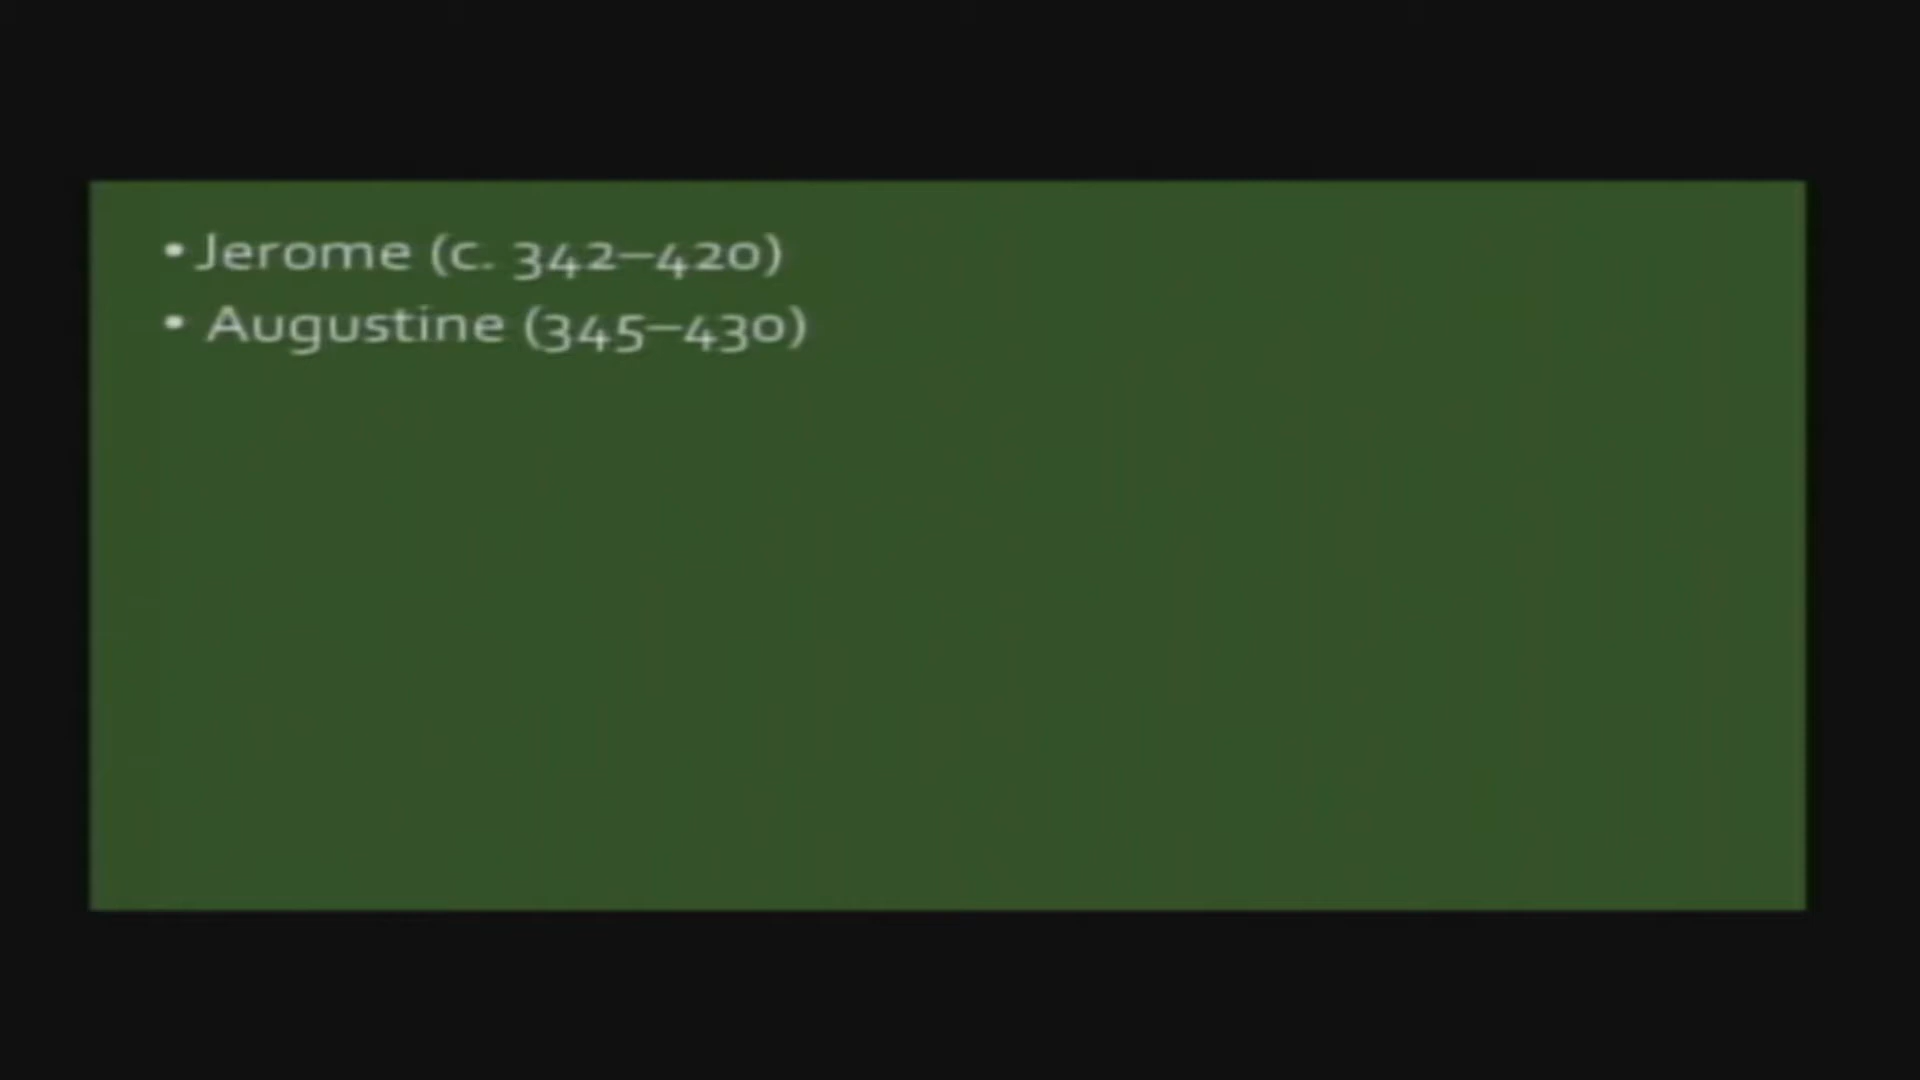 • Jerome (c. 342–420)
• Augustine (345–430)